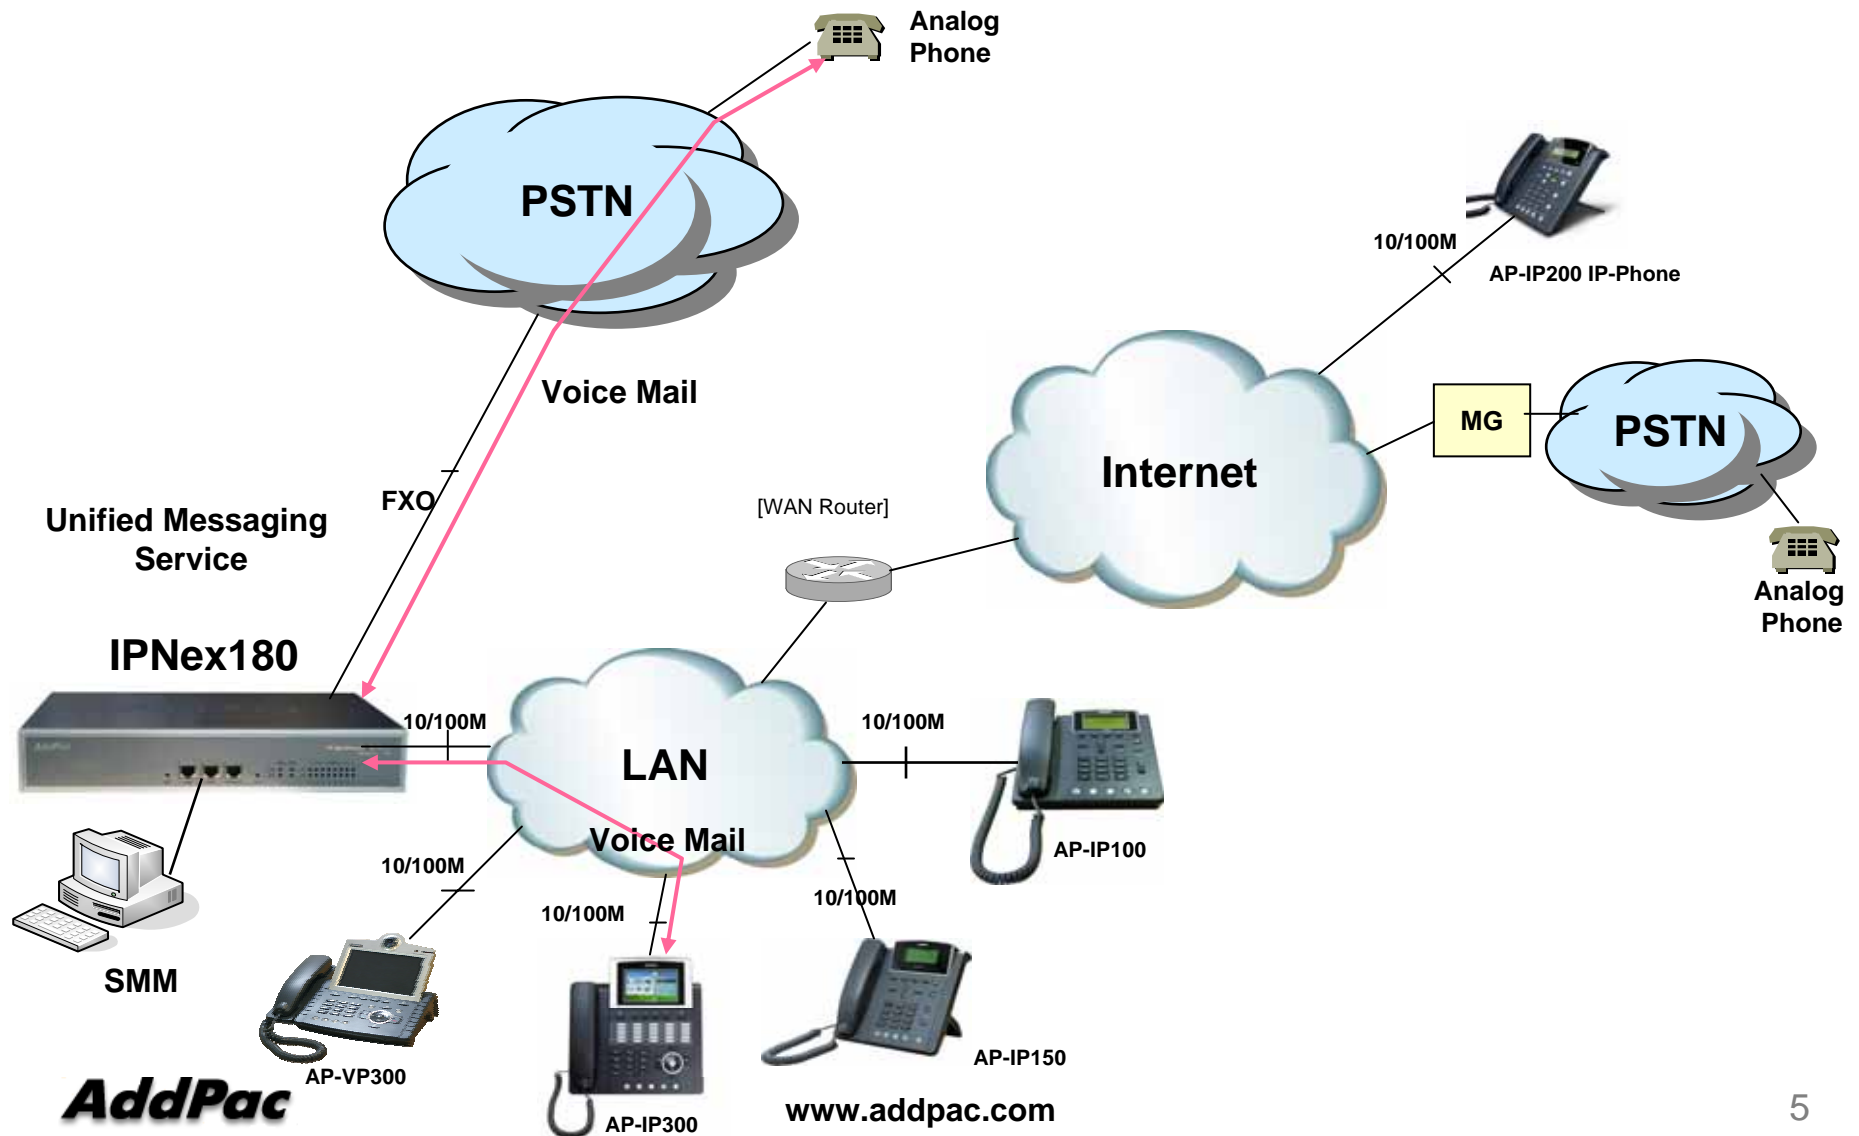 Analog
Phone
PSTN
10/100M
AP-IP200 IP-Phone
Voice Mail
MG
PSTN
Internet
FXO
[WAN Router]
Unified Messaging
Service
Analog
Phone
IPNex180
10/100M
10/100M
AddPac
LAN
Voice Mail
AP-IP100
10/100M
10/100M
10/100M
SMM
AP-VP300
AP-IP150
AP-IP300
AddPac
www.addpac.com
5